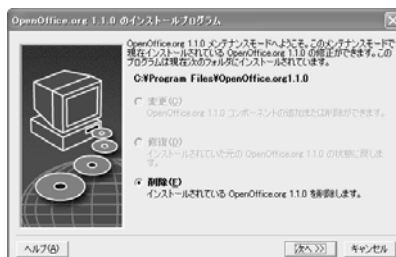 OpenOffice.org 1.1.0 のインストールプログラム
OpenOffice.org 1.1.0 メンテナンスモードへようこそ。このメンテナンスモードで
現在インストールされている OpenOffice.org 1.1.0 の修正ができます。この
プログラムは現在次のフォルダにインストールされています。
C:¥Program Files¥OpenOffice.org1.1.0
変更(C)
OpenOffice.org 1.1.0 コンポーネントの追加または削除ができます。
修復(D)
インストールされていた元の OpenOffice.org 1.1.0 の状態に戻しま
す。
削除(E)
インストールされている OpenOffice.org 1.1.0 を削除します。
ヘルプ(A)
次へ >>
キャンセル